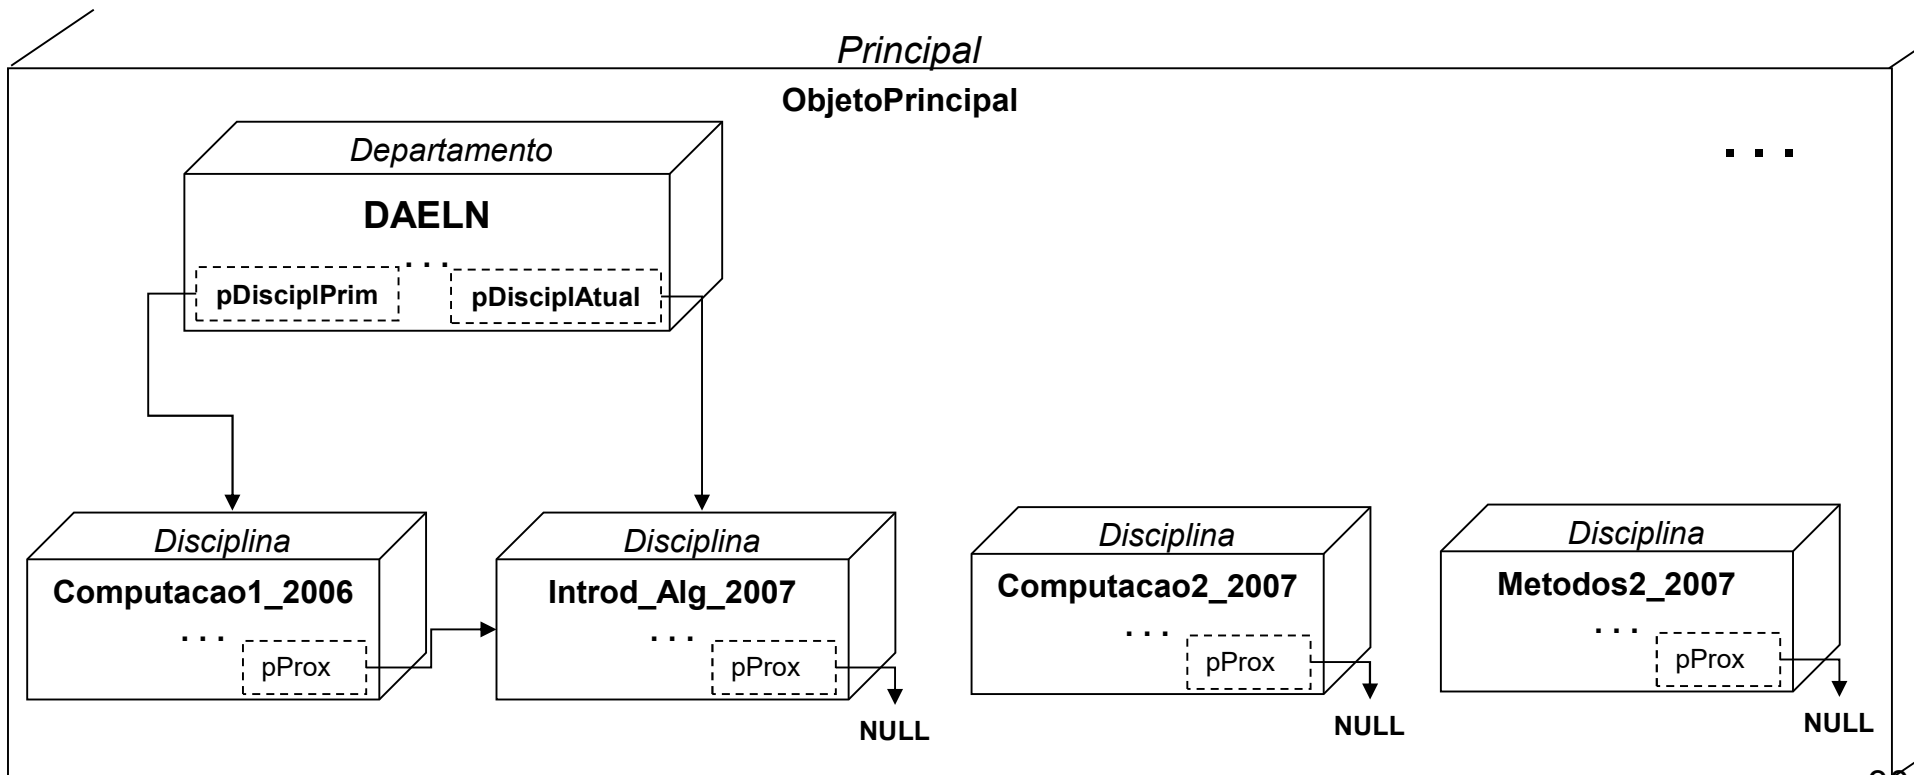 Principal
ObjetoPrincipal
Departamento
. . .
DAELN
. . .
pDisciplPrim
pDisciplAtual
Disciplina
Disciplina
Disciplina
Disciplina
Computacao1_2006
Introd_Alg_2007
Computacao2_2007
Metodos2_2007
. . .
. . .
. . .
. . .
pProx
pProx
pProx
pProx
NULL
NULL
NULL